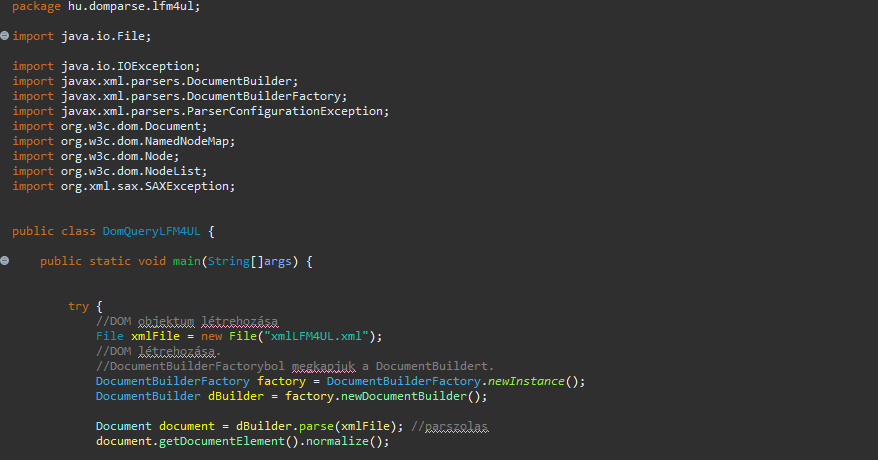 package hu.domparse.lfm4ul;
import java.io.File;
import java.io.IOException;
import javax.xml.parsers.DocumentBuilder;
import javax.xml.parsers.DocumentBuilderFactory;
import javax.xml.parsers.ParserConfigurationException;
import org.w3c.dom.Document;
import org.w3c.dom.NamedNodeMap;
import org.w3c.dom.Node;
import org.w3c.dom.NodeList;
import org.xml.sax.SAXException;
public class DomQueryLFM4UL {
public static void main(String[]args) {
try {
//DOM objektum létrehozása
File xmlFile = new File("xmlLFM4UL.xml");
//DOM létrehozása.
//DocumentBuilderFactorybol megkapjuk a DocumentBuildert.
DocumentBuilderFactory factory = DocumentBuilderFactory.newInstance();
DocumentBuilder dBuilder = factory.newDocumentBuilder();
Document document = dBuilder.parse(xmlFile); //parszolas
document.getDocumentElement().normalize();